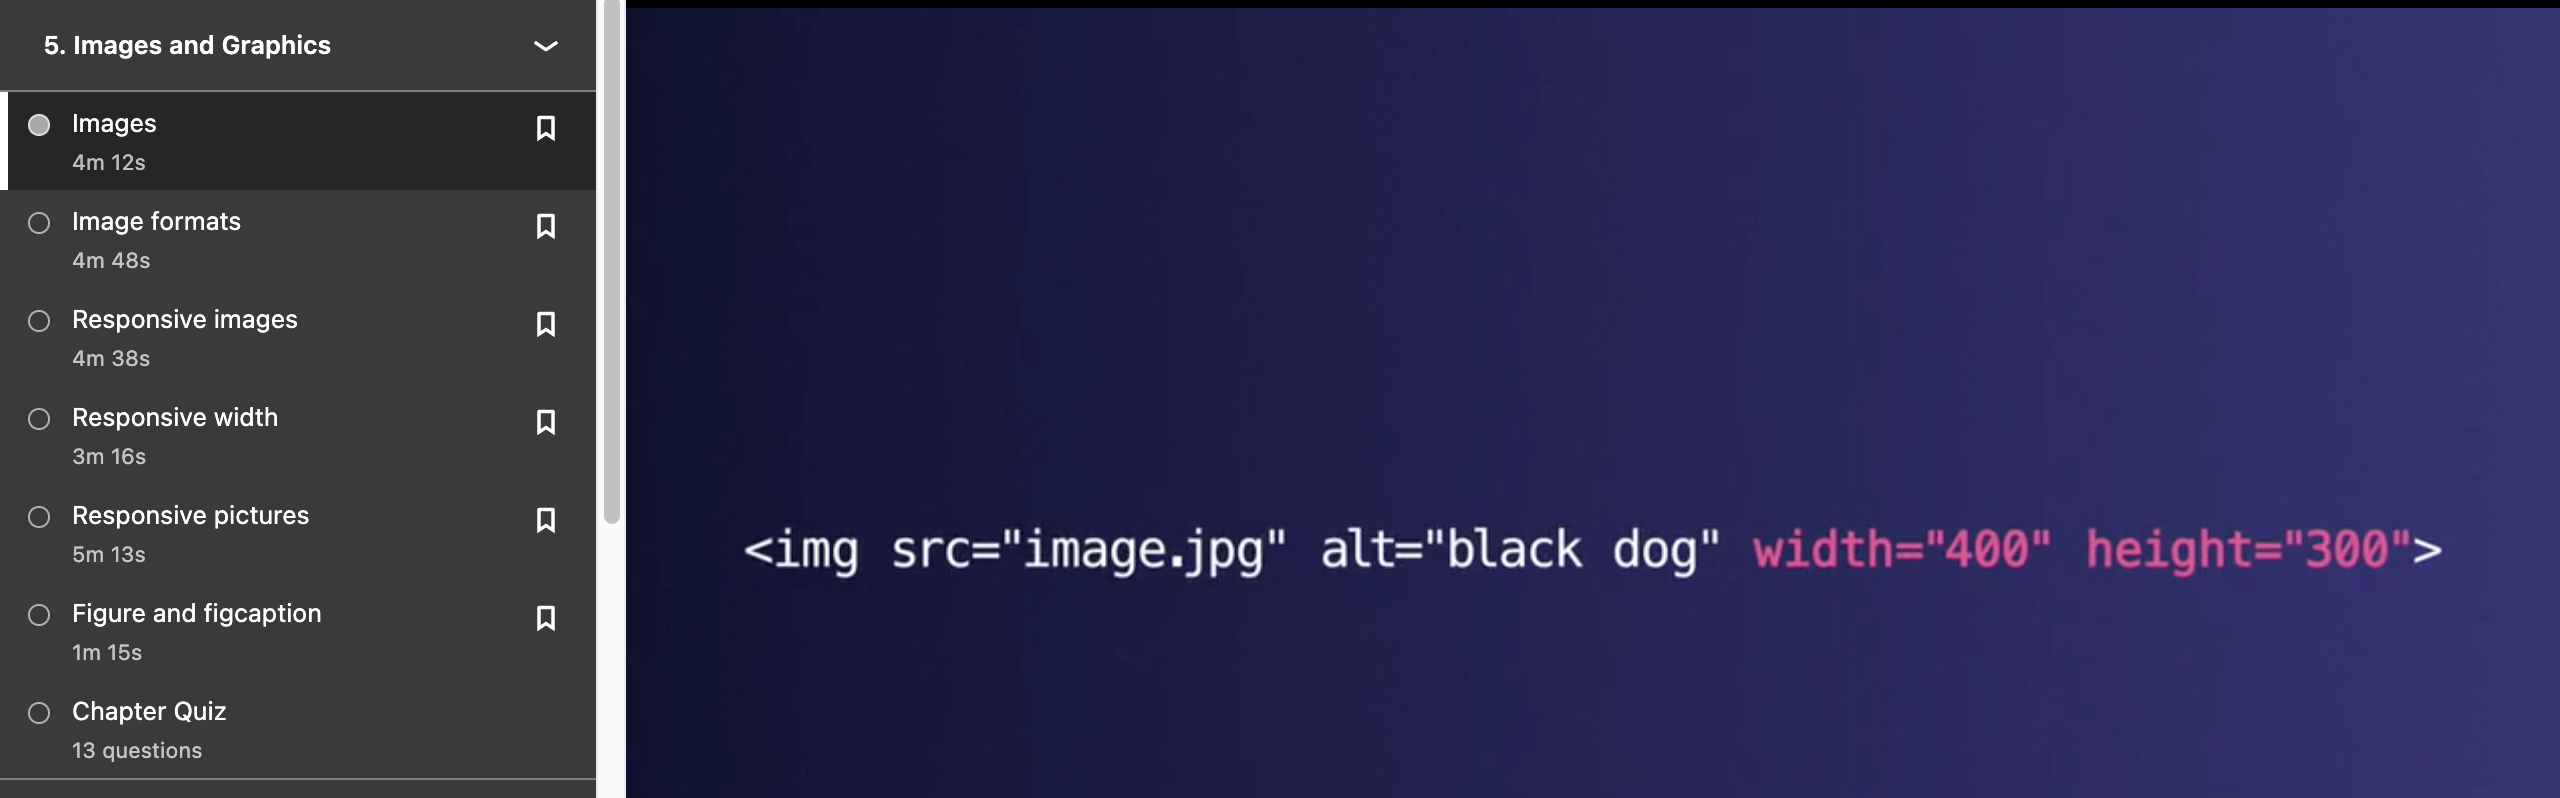 5. Images and Graphics
Images
4m 12s
Image formats
4m 48s
Responsive images
4m 38s
Responsive width
3m 16s
Responsive pictures
5m 13s
Figure and figcaption
1m 15s
Chapter Quiz
13 questions
<img src="image.jpg" alt="black dog" width="400" height="300">